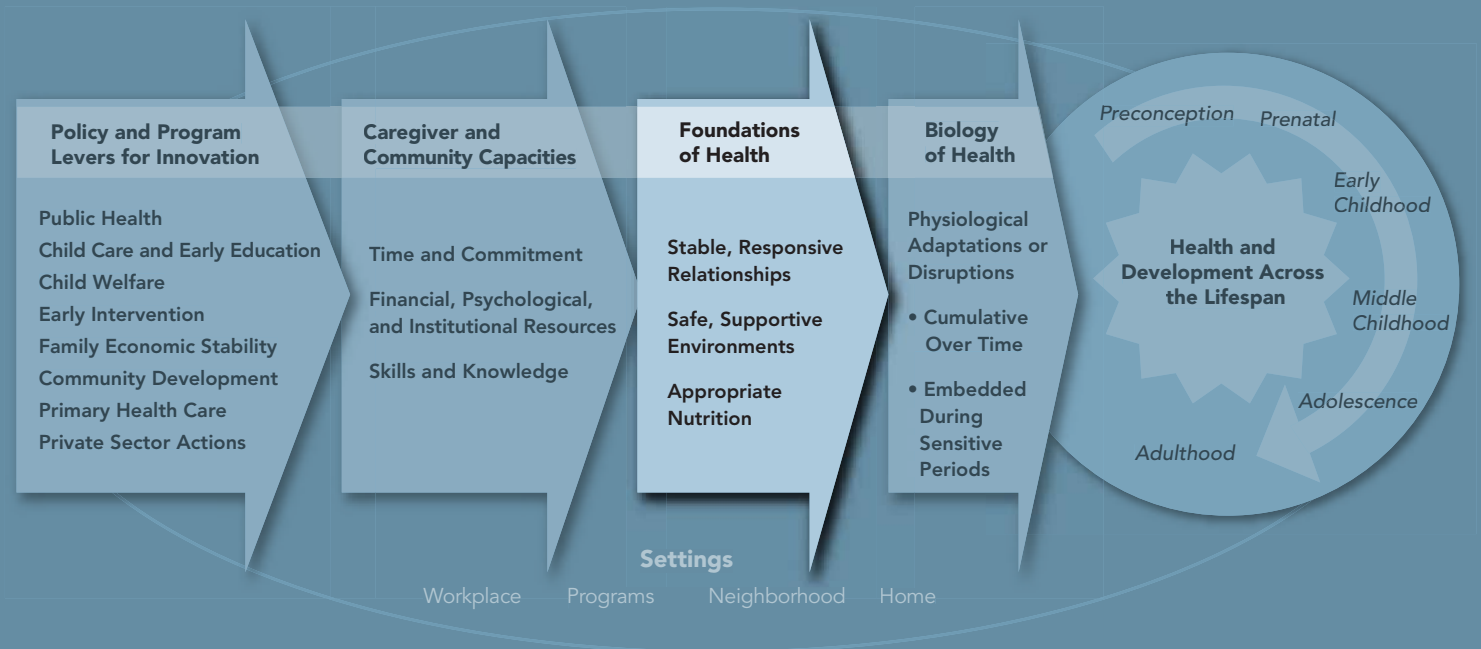 Policy and Program
Levers for Innovation
Public Health
Child Care and Early Education
Child Welfare
Early Intervention
Family Economic Stability
Community Development
Primary Health Care
Private Sector Actions
Caregiver and
Community Capacities
Time and Commitment
Financial, Psychological,
and Institutional Resources
Skills and Knowledge
Foundations
of Health
Stable, Responsive
Relationships
Safe, Supportive
Environments
Appropriate
Nutrition
Biology
of Health
Physiological
Adaptations or
Disruptions
• Cumulative
Over Time
• Embedded
During
Sensitive
Periods
Health and
Development Across
the Lifespan
Preconception
Prenatal
Early
Childhood
Middle
Childhood
Adolescence
Adulthood
Settings
Workplace Programs Neighborhood Home